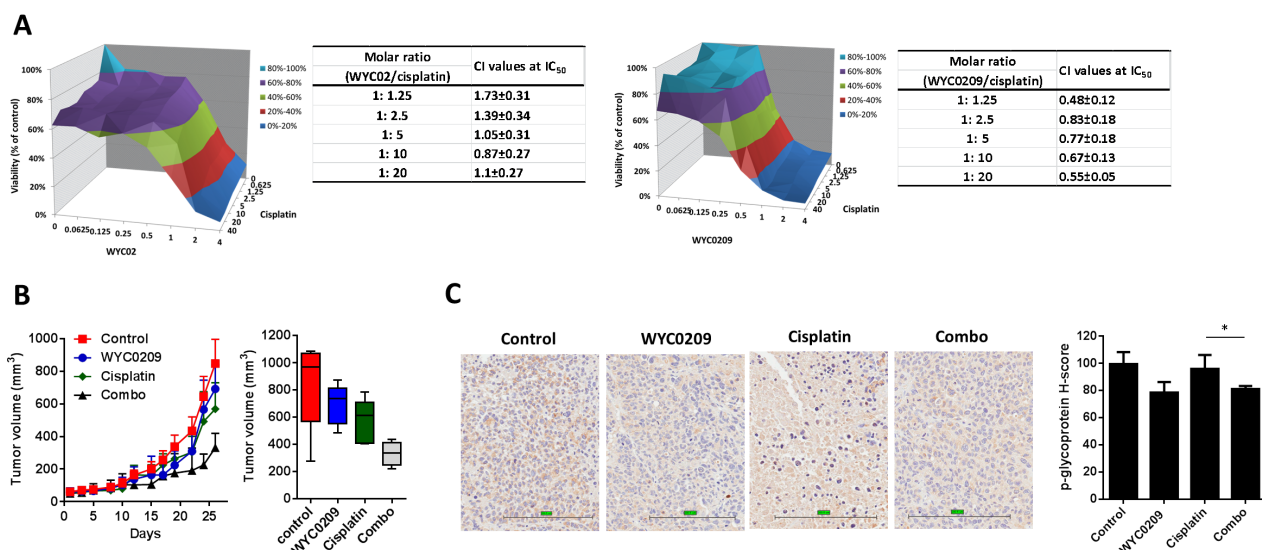 A
100%
80%
60%
40%
20%
0%
Viability (% of control)
0 0.0625 0.125 0.25 0.5 1 2 4
WYC02
0 0.625 1.25 2.5 5 10 20 40
Cisplatin
80%-100%
60%-80%
40%-60%
20%-40%
0%-20%
Molar ratio
(WYC02/cisplatin)
CI values at IC50
1: 1.25 1.73±0.31
1: 2.5 1.39±0.34
1: 5 1.05±0.31
1: 10 0.87±0.27
1: 20 1.1±0.27
100%
80%
60%
40%
20%
0%
Viability (% of control)
0 0.0625 0.125 0.25 0.5 1 2 4
WYC0209
0 0.625 1.25 2.5 5 10 20 40
Cisplatin
80%-100%
60%-80%
40%-60%
20%-40%
0%-20%
Molar ratio
(WYC0209/cisplatin)
CI values at IC50
1: 1.25 0.48±0.12
1: 2.5 0.83±0.18
1: 5 0.77±0.18
1: 10 0.67±0.13
1: 20 0.55±0.05
B
Tumor volume (mm3)
1000
800
600
400
200
0
0 5 10 15 20 25
Days
Control
WYC0209
Cisplatin
Combo
Tumor volume (mm3)
1200
1000
800
600
400
200
0
control
WYC0209
Cisplatin
Combo
C
Control
WYC0209
Cisplatin
Combo
p-glycoprotein H-score
120
100
80
60
40
20
0
*
Control
WYC0209
Cisplatin
Combo